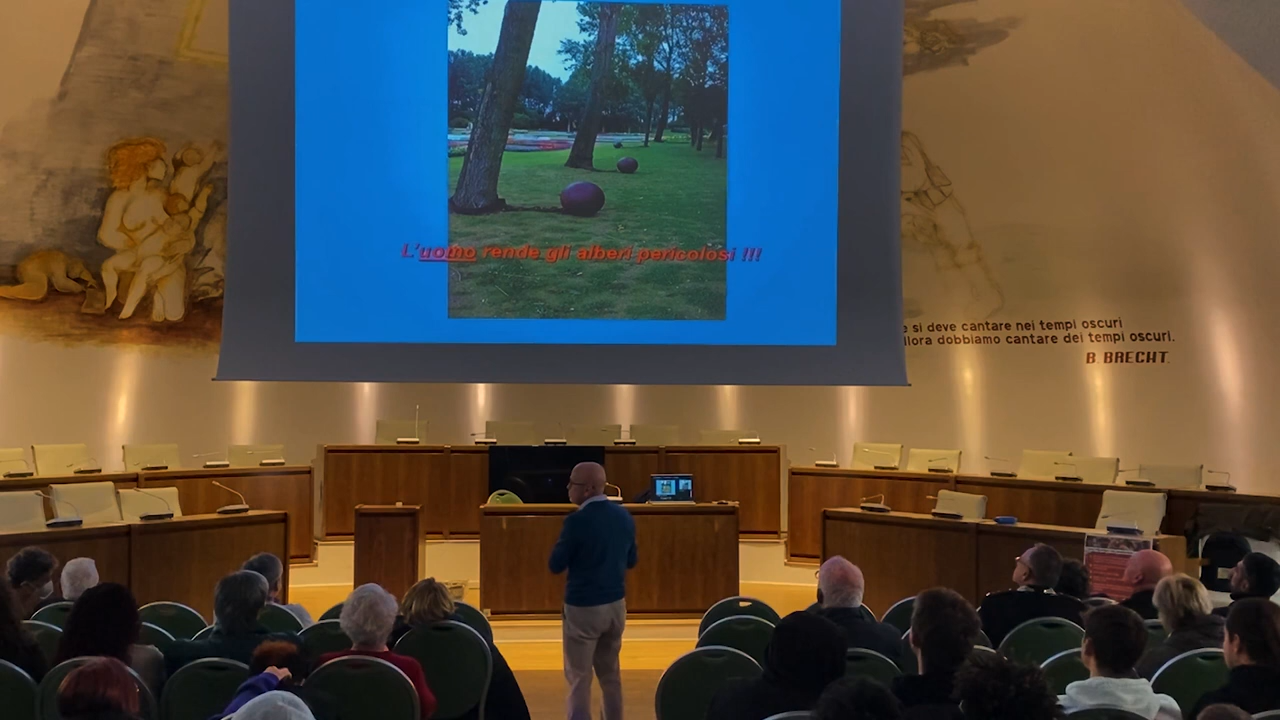 L'uomo rende gli alberi pericolosi !!!
e si deve cantare nei tempi oscuri
llora dobbiamo cantare dei tempi oscuri.
B. BRECHT.